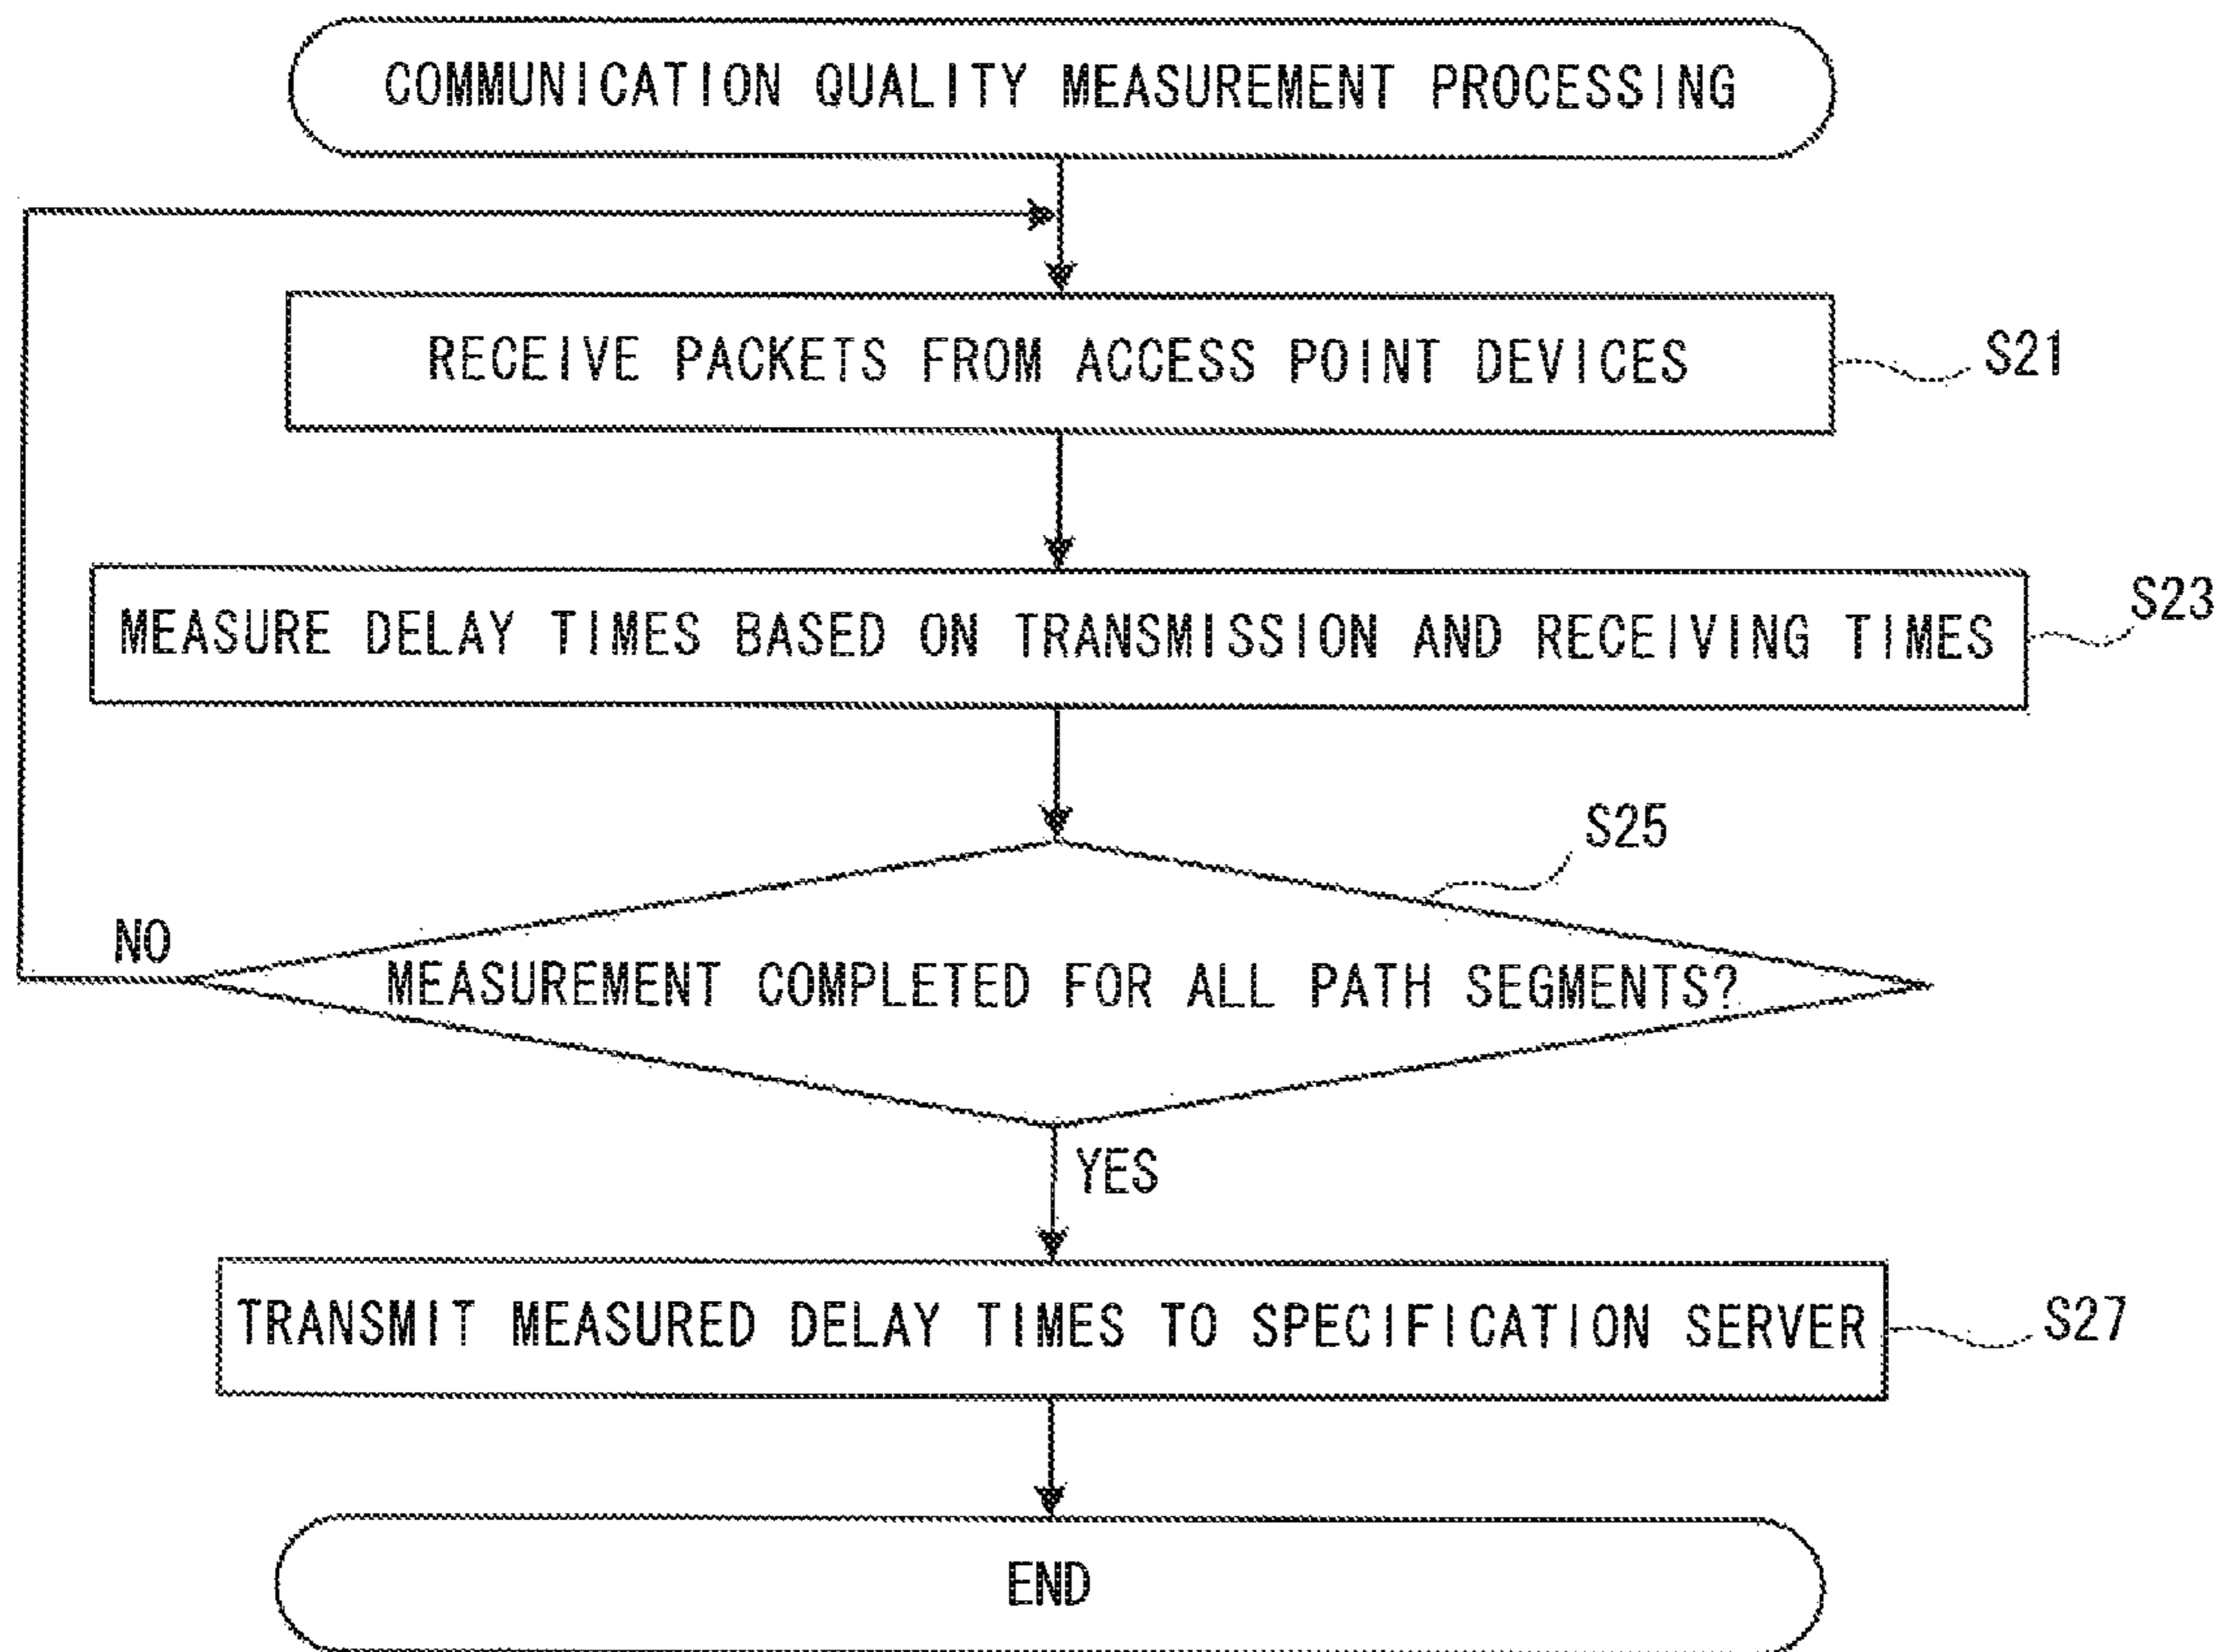 COMMUNICATION QUALITY MEASUREMENT PROCESSING
RECEIVE PACKETS FROM ACCESS POINT DEVICES
S21
MEASURE DELAY TIMES BASED ON TRANSMISSION AND RECEIVING TIMES
S23
S25
NO
MEASUREMENT COMPLETED FOR ALL PATH SEGMENTS?
YES
TRANSMIT MEASURED DELAY TIMES TO SPECIFICATION SERVER
S27
END